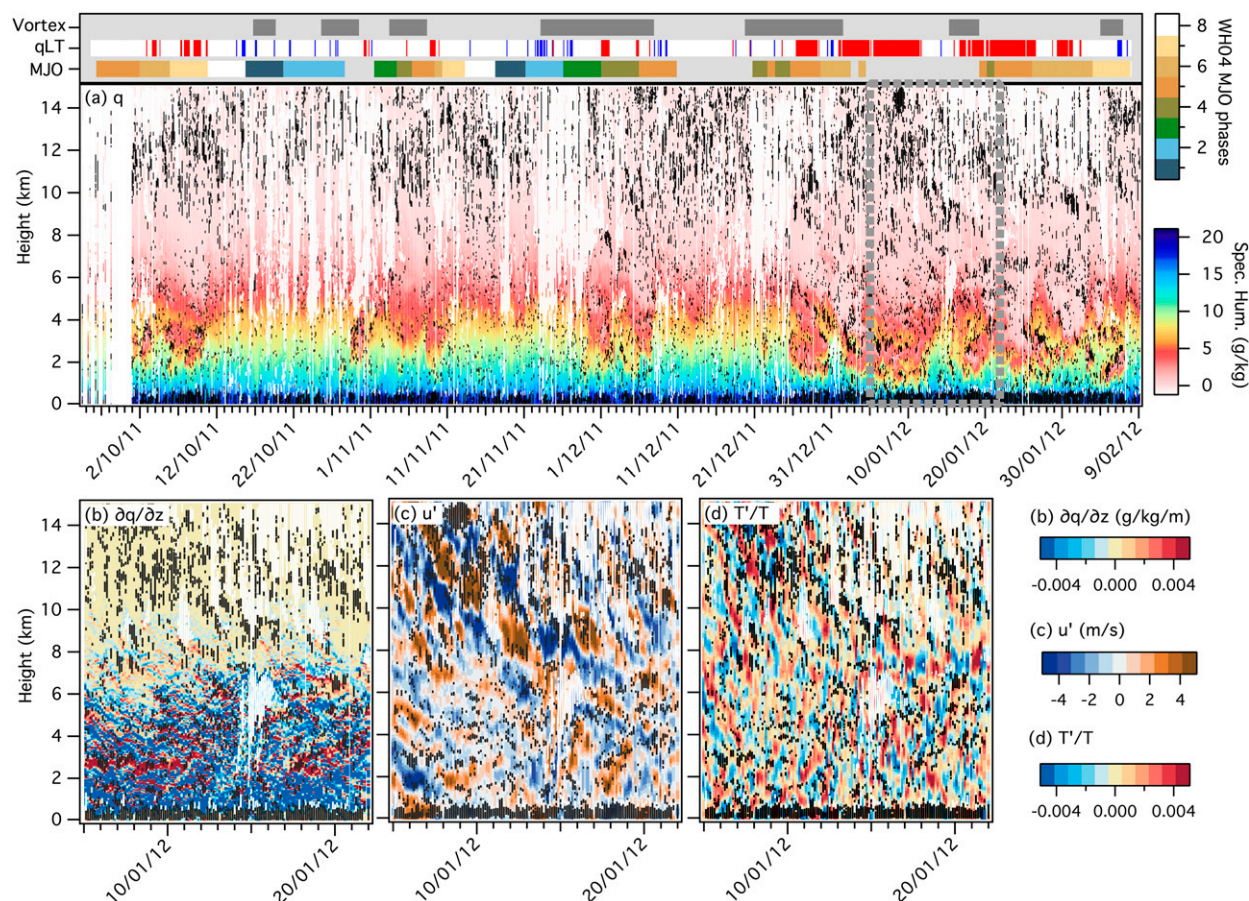 Vortex
qLT
MJO
8
6
4
2
WH04 MJO phases
(a) q
14
12
10
8
6
4
2
0
Height (km)
20
15
10
5
0
Spec. Hum. (g/kg)
2/10/11
12/10/11
22/10/11
1/11/11
11/11/11
21/11/11
1/12/11
11/12/11
21/12/11
31/12/11
10/01/12
20/01/12
30/01/12
9/02/12
(b) ∂q/∂z
(c) u'
(d) T'/T
14
12
10
8
6
4
2
0
Height (km)
10/01/12
20/01/12
10/01/12
20/01/12
10/01/12
20/01/12
(b) ∂q/∂z (g/kg/m)
-0.004 0.000 0.004
(c) u' (m/s)
-4 -2 0 2 4
(d) T'/T
-0.004 0.000 0.004